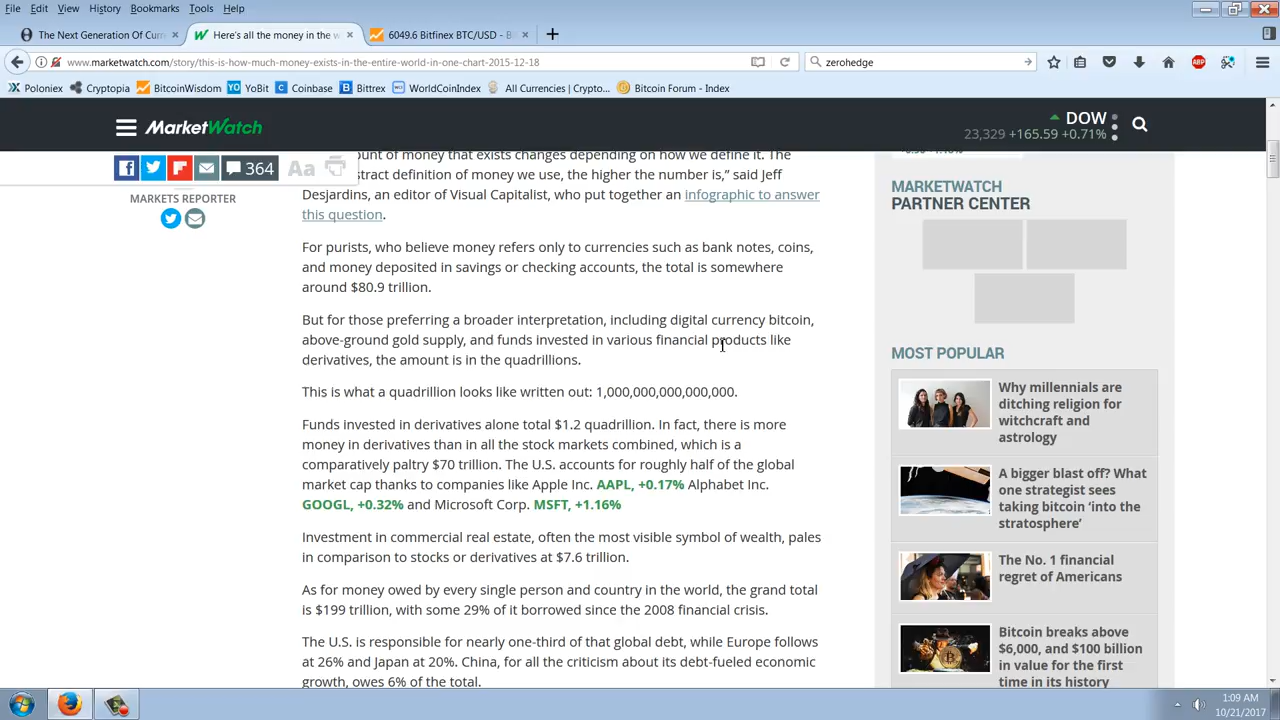 File Edit View History Bookmarks Tools Help
The Next Generation Of Curr
Here's all the money in the w
6049.6 Bitfinex BTC/USD - B
www.marketwatch.com/story/this-is-how-much-money-exists-in-the-entire-world-in-one-chart-2015-12-18
zerohedge
Poloniex Cryptopia BitcoinWisdom YoBit Coinbase Bittrex WorldCoinIndex All Currencies | Crypto... Bitcoin Forum - Index
MarketWatch
DOW
23,329 +165.59 +0.71%
364 Aa
MARKETS REPORTER
ount of money that exists changes depending on how we define it. The
stract definition of money we use, the higher the number is," said Jeff
Desjardins, an editor of Visual Capitalist, who put together an infographic to answer
this question.
For purists, who believe money refers only to currencies such as bank notes, coins,
and money deposited in savings or checking accounts, the total is somewhere
around $80.9 trillion.
But for those preferring a broader interpretation, including digital currency bitcoin,
above-ground gold supply, and funds invested in various financial products like
derivatives, the amount is in the quadrillions.
This is what a quadrillion looks like written out: 1,000,000,000,000,000.
Funds invested in derivatives alone total $1.2 quadrillion. In fact, there is more
money in derivatives than in all the stock markets combined, which is a
comparatively paltry $70 trillion. The U.S. accounts for roughly half of the global
market cap thanks to companies like Apple Inc. AAPL, +0.17% Alphabet Inc.
GOOGL, +0.32% and Microsoft Corp. MSFT, +1.16%
Investment in commercial real estate, often the most visible symbol of wealth, pales
in comparison to stocks or derivatives at $7.6 trillion.
As for money owed by every single person and country in the world, the grand total
is $199 trillion, with some 29% of it borrowed since the 2008 financial crisis.
The U.S. is responsible for nearly one-third of that global debt, while Europe follows
at 26% and Japan at 20%. China, for all the criticism about its debt-fueled economic
growth, owes 6% of the total.
MARKETWATCH
PARTNER CENTER
MOST POPULAR
Why millennials are
ditching religion for
witchcraft and
astrology
A bigger blast off? What
one strategist sees
taking bitcoin 'into the
stratosphere'
The No. 1 financial
regret of Americans
Bitcoin breaks above
$6,000, and $100 billion
in value for the first
time in its history
1:09 AM
10/21/2017